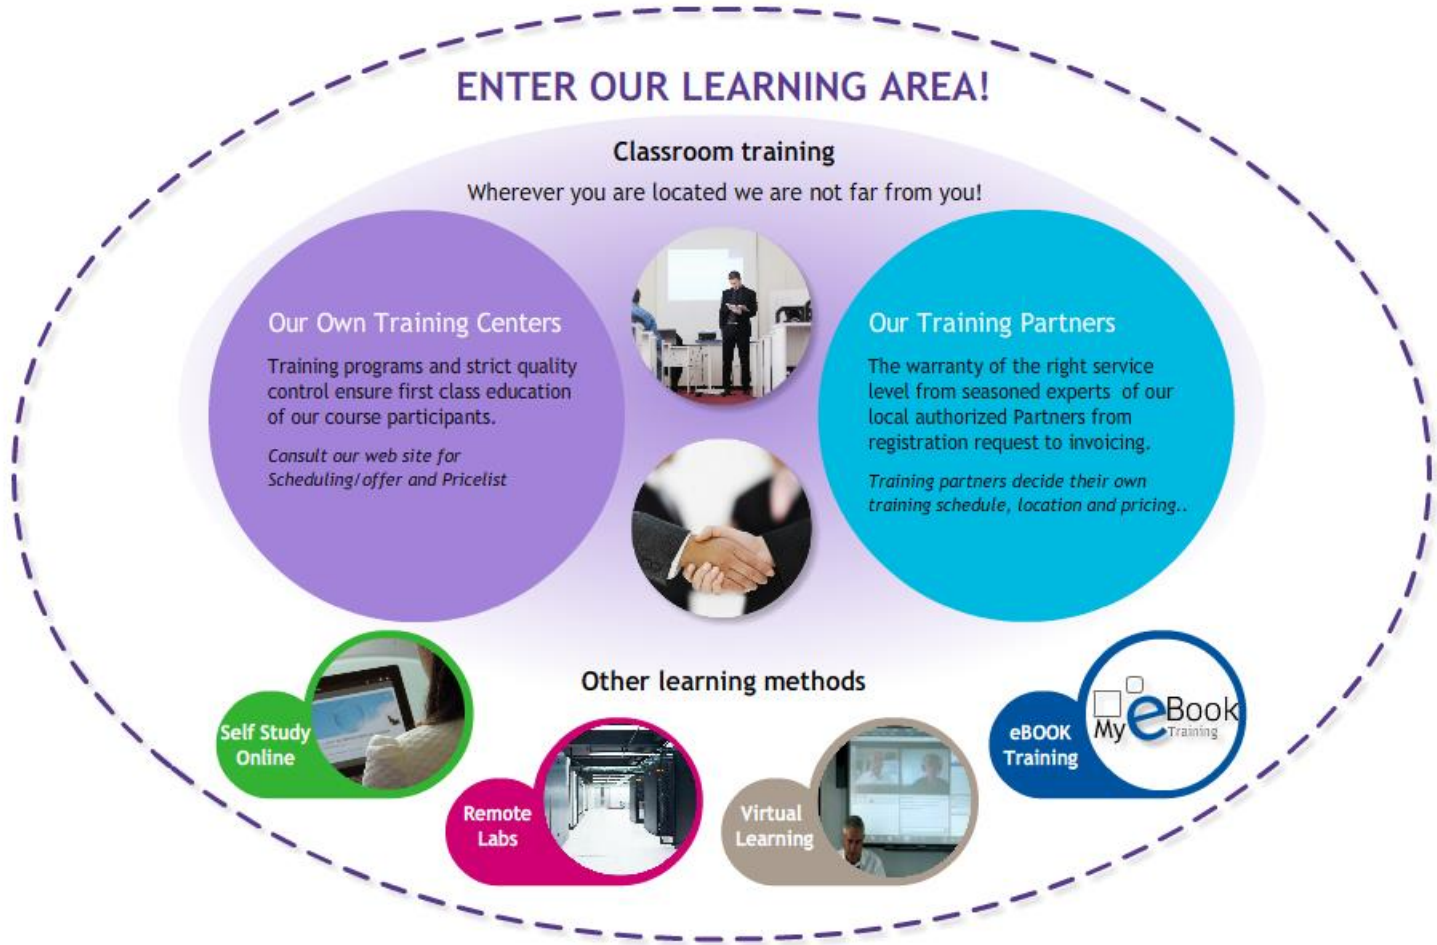 ENTER OUR LEARNING AREA!
Classroom training
Wherever you are located we are not far from you!
Our Own Training Centers
Training programs and strict quality
control ensure first class education
of our course participants.
Consult our web site for
Scheduling/offer and Pricelist
Our Training Partners
The warranty of the right service
level from seasoned experts of our
local authorized Partners from
registration request to invoicing.
Training partners decide their own
training schedule, location and pricing..
Other learning methods
Self Study
Online
Remote
Labs
Virtual
Learning
eBOOK
Training
My eBook
Training